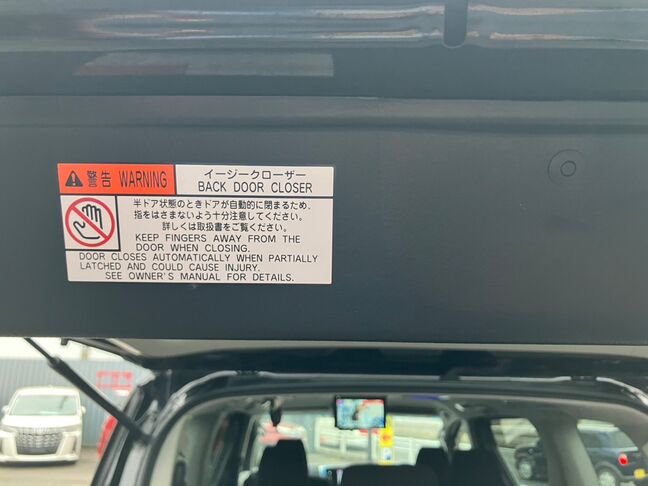 警告 WARNING
イージークローザー
BACK DOOR CLOSER
半ドア状態のときドアが自動的に閉まるため、
指をはさまないよう十分注意してください。
詳しくは取扱書をご覧ください。
KEEP FINGERS AWAY FROM THE
DOOR WHEN CLOSING.
DOOR CLOSES AUTOMATICALLY WHEN PARTIALLY
LATCHED AND COULD CAUSE INJURY.
SEE OWNER'S MANUAL FOR DETAILS.